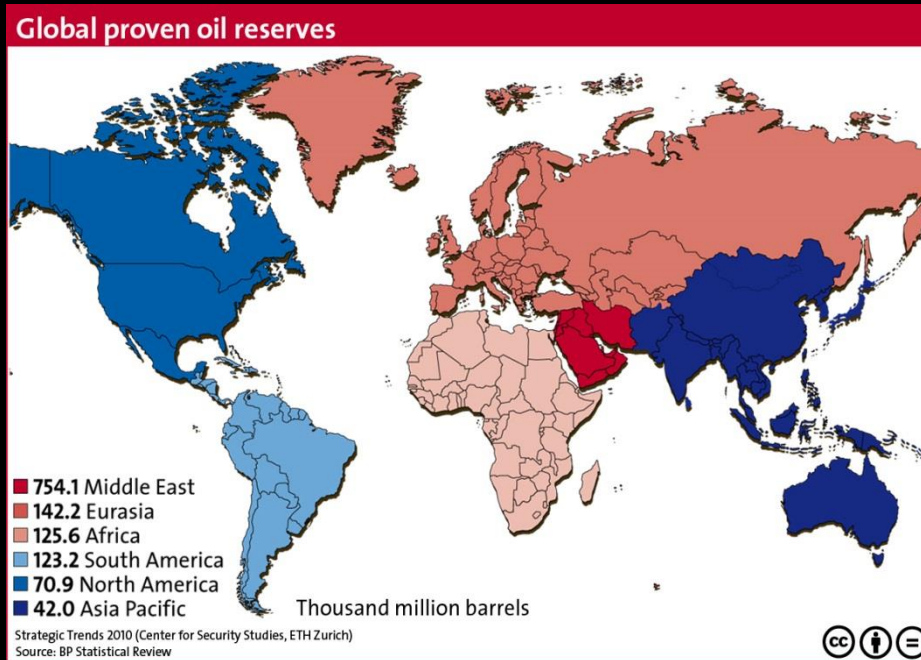 Global proven oil reserves
754.1 Middle East
142.2 Eurasia
125.6 Africa
123.2 South America
70.9 North America
42.0 Asia Pacific
Thousand million barrels
Strategic Trends 2010 (Center for Security Studies, ETH Zurich)
Source: BP Statistical Review
cc